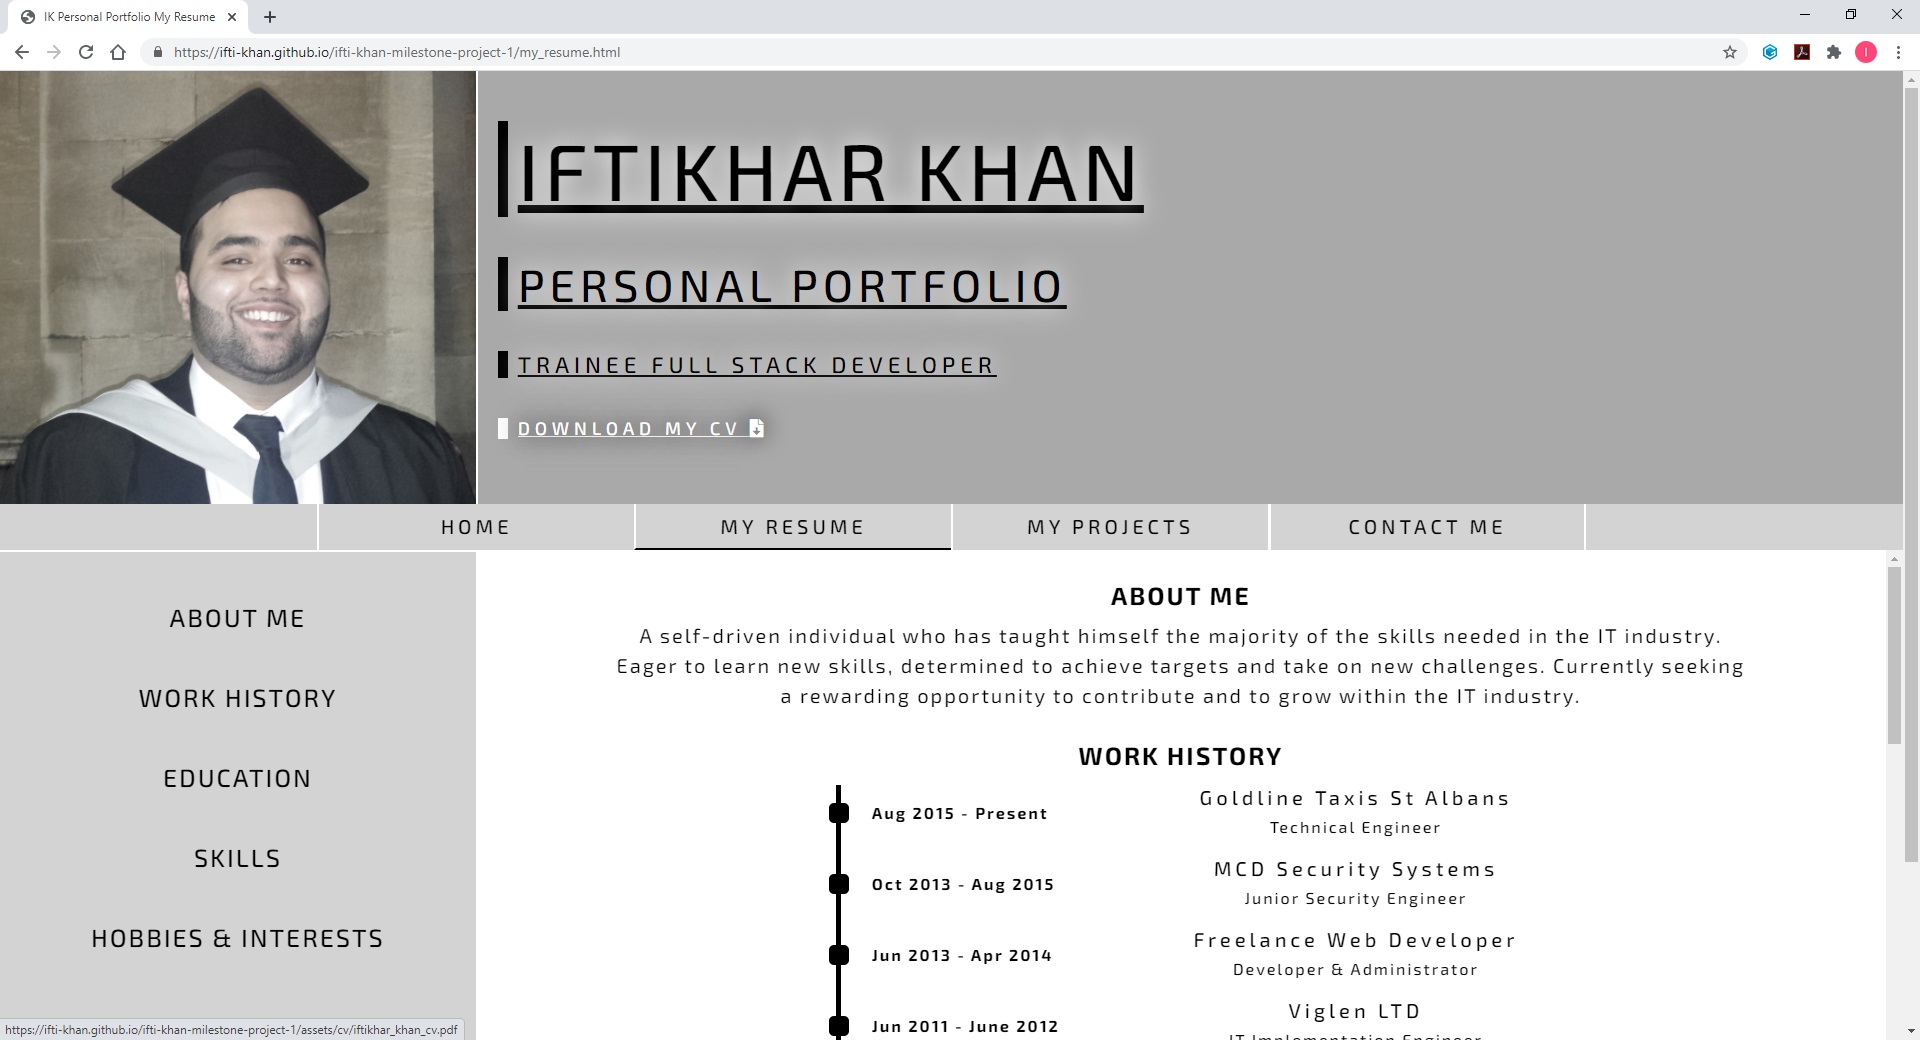 IK Personal Portfolio My Resume
https://ifti-khan.github.io/ifti-khan-milestone-project-1/my_resume.html
I
IFTIKHAR KHAN
PERSONAL PORTFOLIO
TRAINEE FULL STACK DEVELOPER
DOWNLOAD MY CV
HOME MY RESUME MY PROJECTS CONTACT ME
ABOUT ME
WORK HISTORY
EDUCATION
SKILLS
HOBBIES & INTERESTS
ABOUT ME
A self-driven individual who has taught himself the majority of the skills needed in the IT industry.
Eager to learn new skills, determined to achieve targets and take on new challenges. Currently seeking
a rewarding opportunity to contribute and to grow within the IT industry.
WORK HISTORY
Aug 2015 - Present
Goldline Taxis St Albans
Technical Engineer
Oct 2013 - Aug 2015
MCD Security Systems
Junior Security Engineer
Jun 2013 - Apr 2014
Freelance Web Developer
Developer & Administrator
Jun 2011 - June 2012
Viglen LTD
IT Implementation Engineer
https://ifti-khan.github.io/ifti-khan-milestone-project-1/assets/cv/iftikhar_khan_cv.pdf